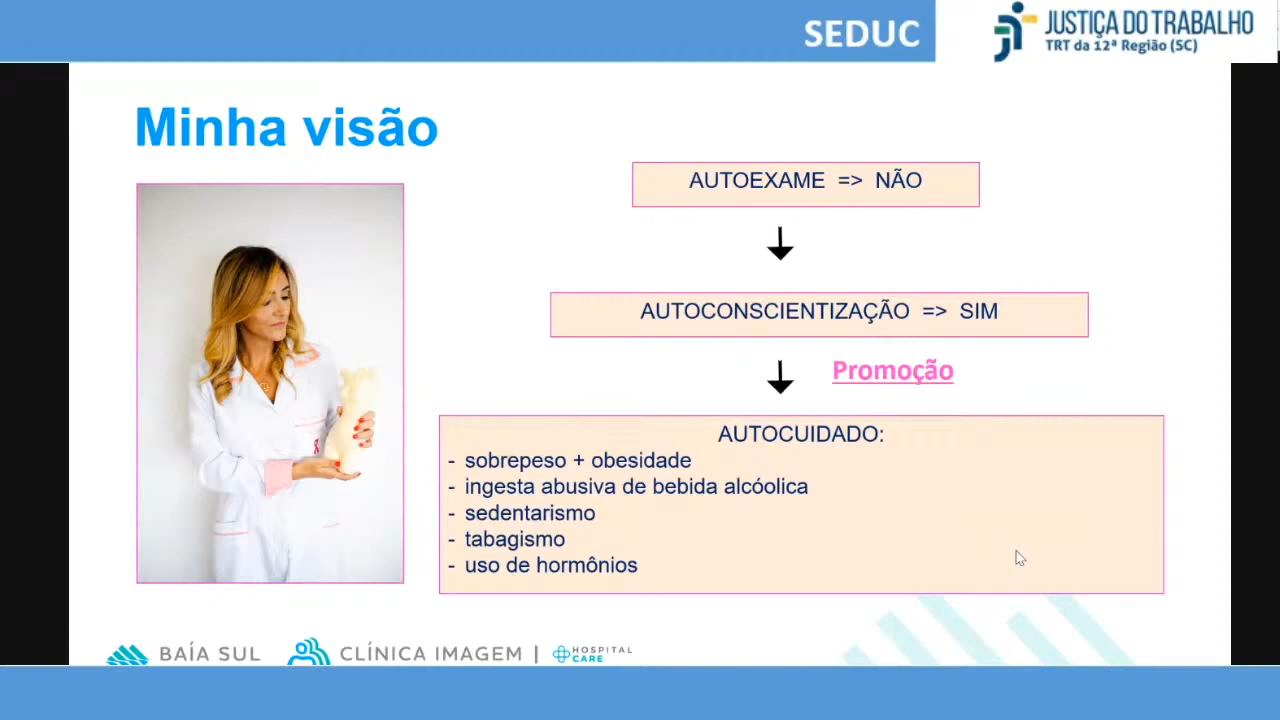 SEDUC
JUSTIÇA DO TRABALHO
TRT da 12ª Região (SC)
Minha visão
AUTOEXAME => NÃO
AUTOCONSCIENTIZAÇÃO => SIM
Promoção
AUTOCUIDADO:
- sobrepeso + obesidade
- ingesta abusiva de bebida alcóolica
- sedentarismo
- tabagismo
- uso de hormônios
BAÍA SUL
CLÍNICA IMAGEM |
HOSPITAL
CARE